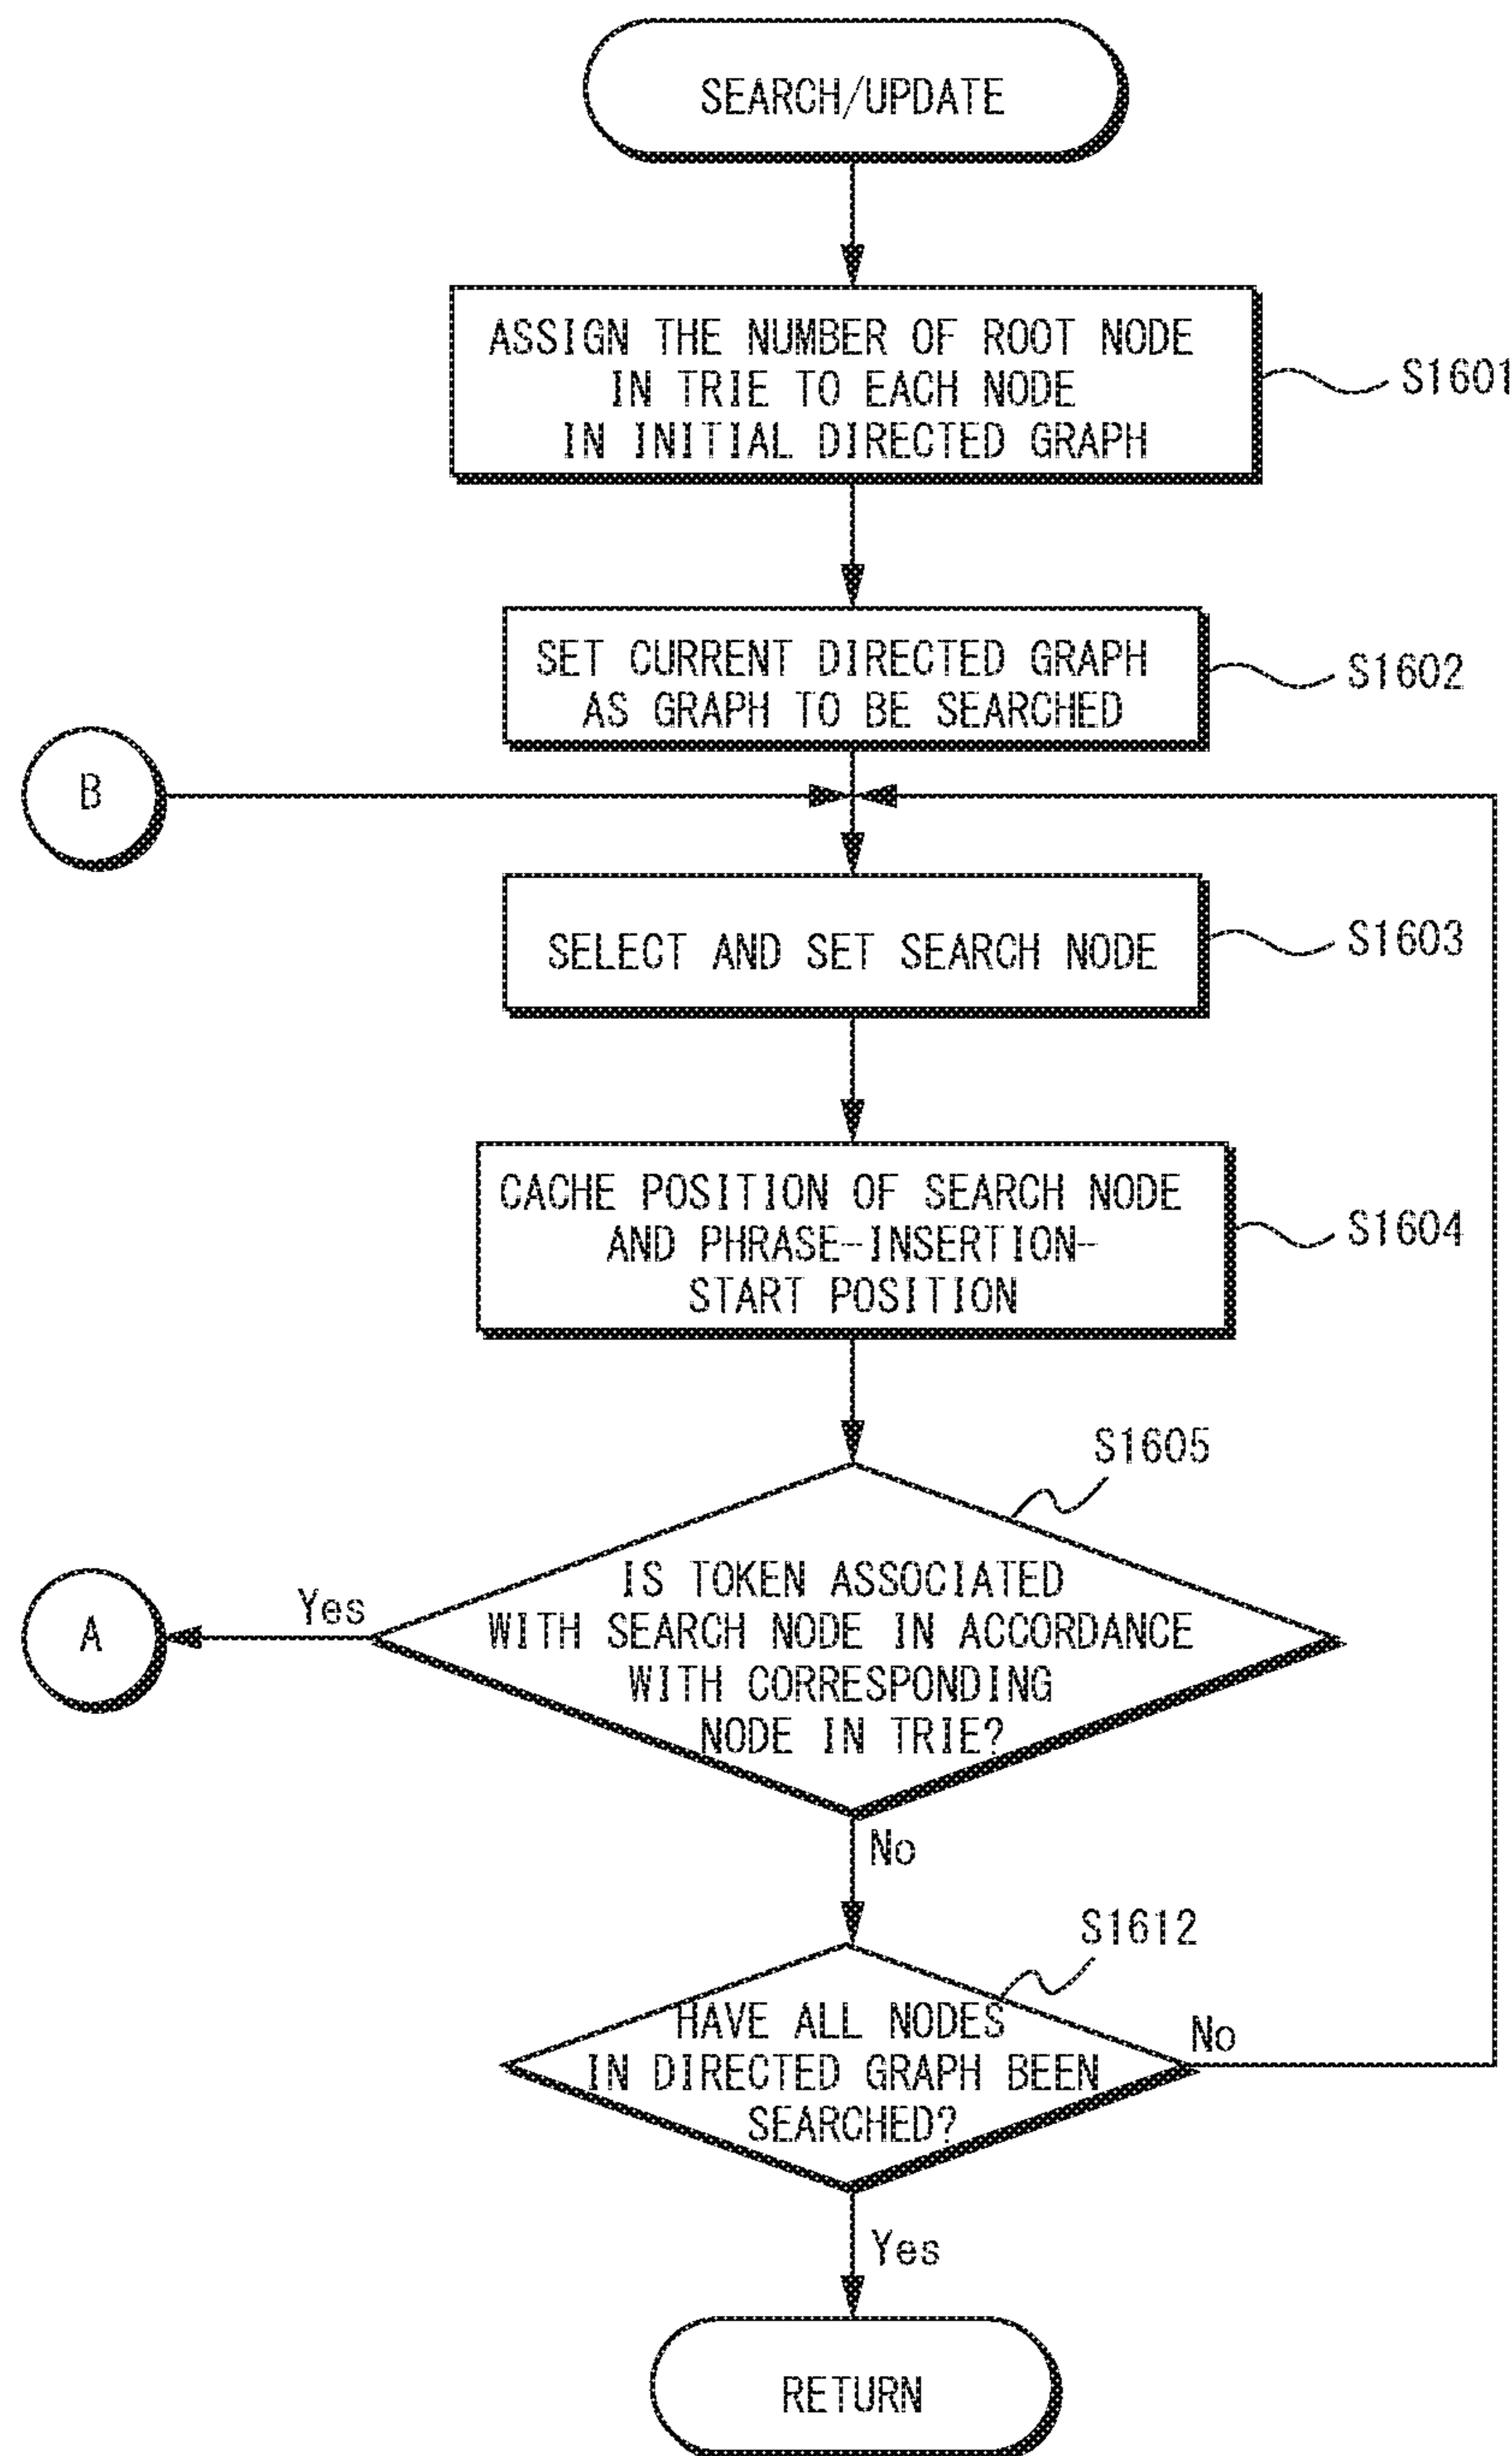 SEARCH/UPDATE
ASSIGN THE NUMBER OF ROOT NODE
IN TRIE TO EACH NODE
IN INITIAL DIRECTED GRAPH
S1601
SET CURRENT DIRECTED GRAPH
AS GRAPH TO BE SEARCHED
S1602
B
SELECT AND SET SEARCH NODE
S1603
CACHE POSITION OF SEARCH NODE
AND PHRASE-INSERTION-
START POSITION
S1604
S1605
IS TOKEN ASSOCIATED
WITH SEARCH NODE IN ACCORDANCE
WITH CORRESPONDING
NODE IN TRIE?
Yes
A
No
S1612
HAVE ALL NODES
IN DIRECTED GRAPH BEEN
SEARCHED?
No
Yes
RETURN